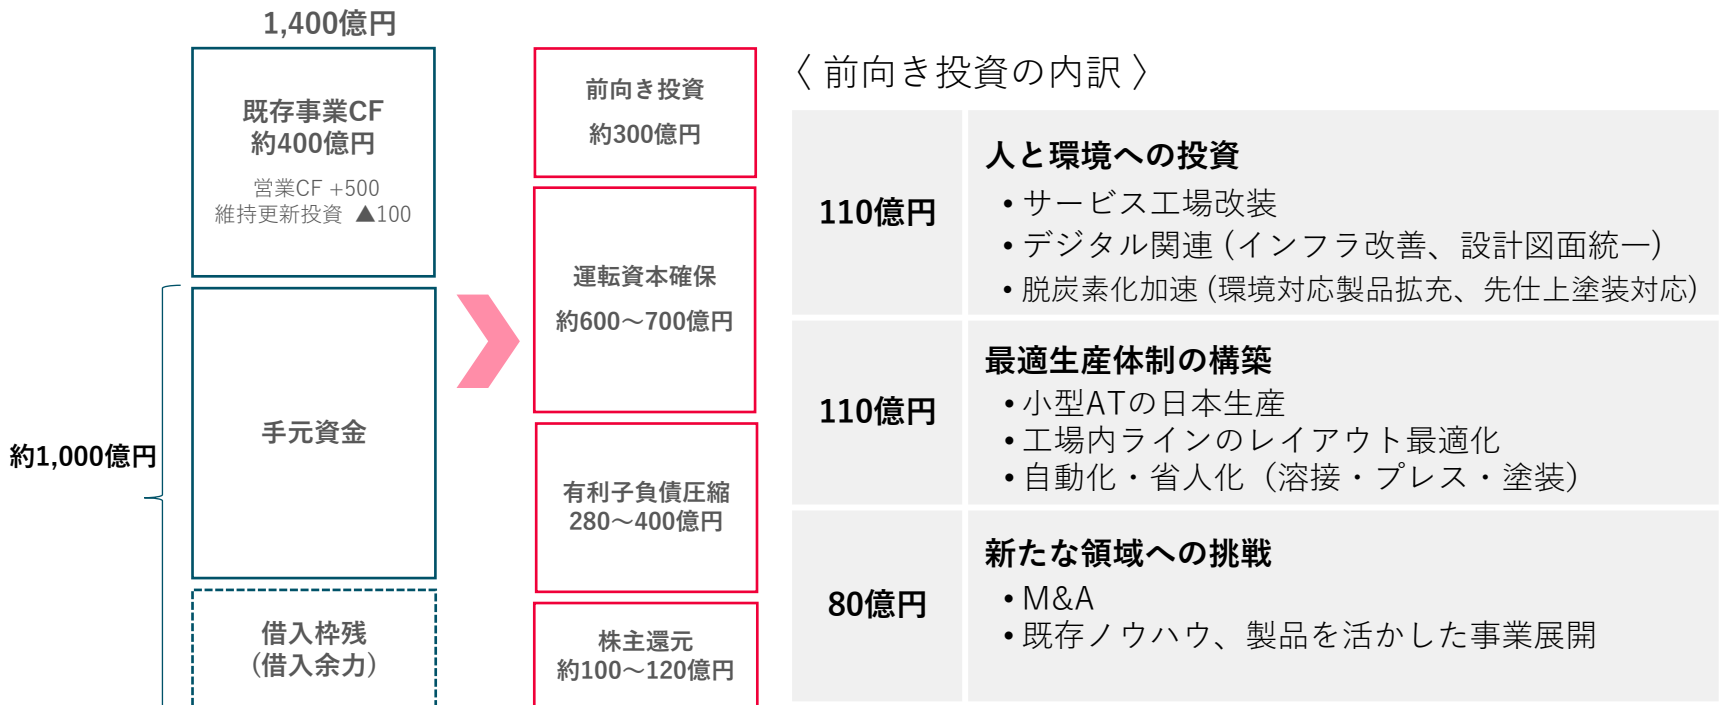 1,400億円
既存事業CF
約400億円
営業CF +500
維持更新投資 ▲100
約1,000億円
手元資金
借入枠残
(借入余力)
前向き投資
約300億円
運転資本確保
約600～700億円
有利子負債圧縮
280～400億円
株主還元
約100～120億円
〈 前向き投資の内訳 〉
110億円
人と環境への投資
• サービス工場改装
• デジタル関連 (インフラ改善、設計図面統一)
• 脱炭素化加速 (環境対応製品拡充、先仕上塗装対応)
110億円
最適生産体制の構築
• 小型ATの日本生産
• 工場内ラインのレイアウト最適化
• 自動化・省人化（溶接・プレス・塗装）
80億円
新たな領域への挑戦
• M&A
• 既存ノウハウ、製品を活かした事業展開